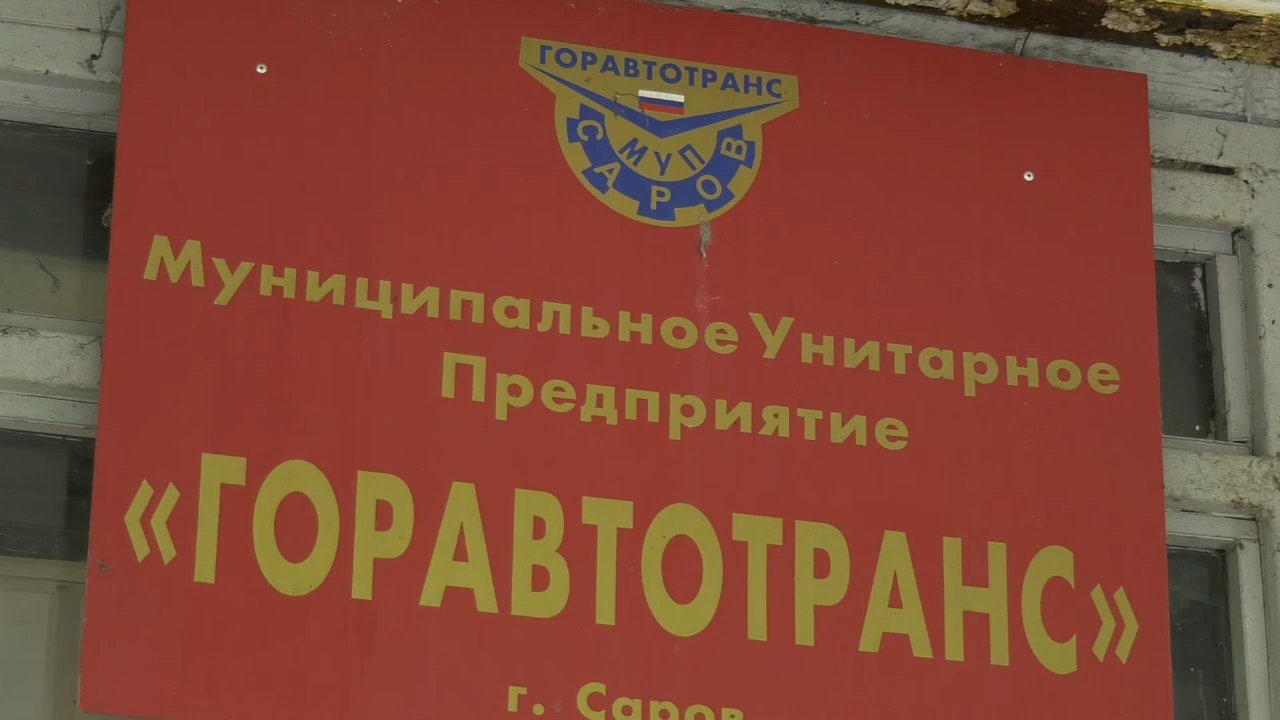 ГОРАВТОТРАНС
МУП
САРОВ
Муниципальное Унитарное
Предприятие
«ГОРАВТОТРАНС»
г. Саров